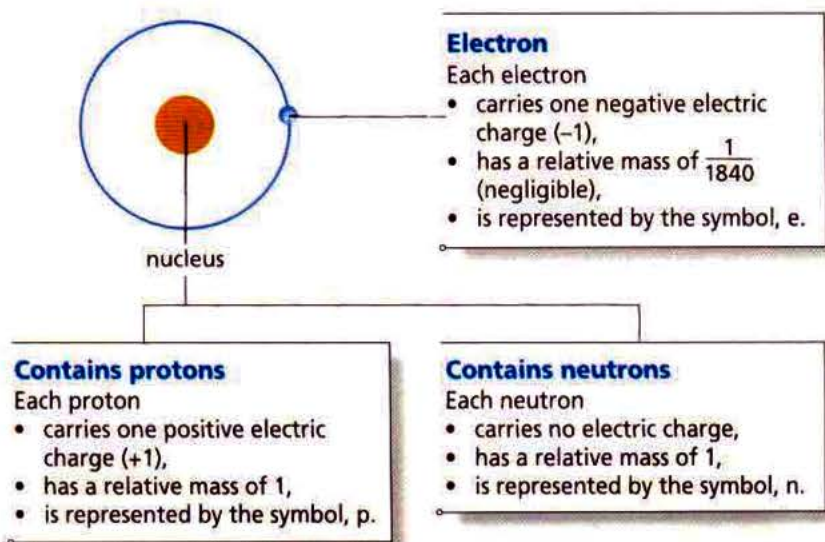 Electron
Each electron
• carries one negative electric
charge (–1),
• has a relative mass of 1/1840
(negligible),
• is represented by the symbol, e.
nucleus
Contains protons
Each proton
• carries one positive electric
charge (+1),
• has a relative mass of 1,
• is represented by the symbol, p.
Contains neutrons
Each neutron
• carries no electric charge,
• has a relative mass of 1,
• is represented by the symbol, n.